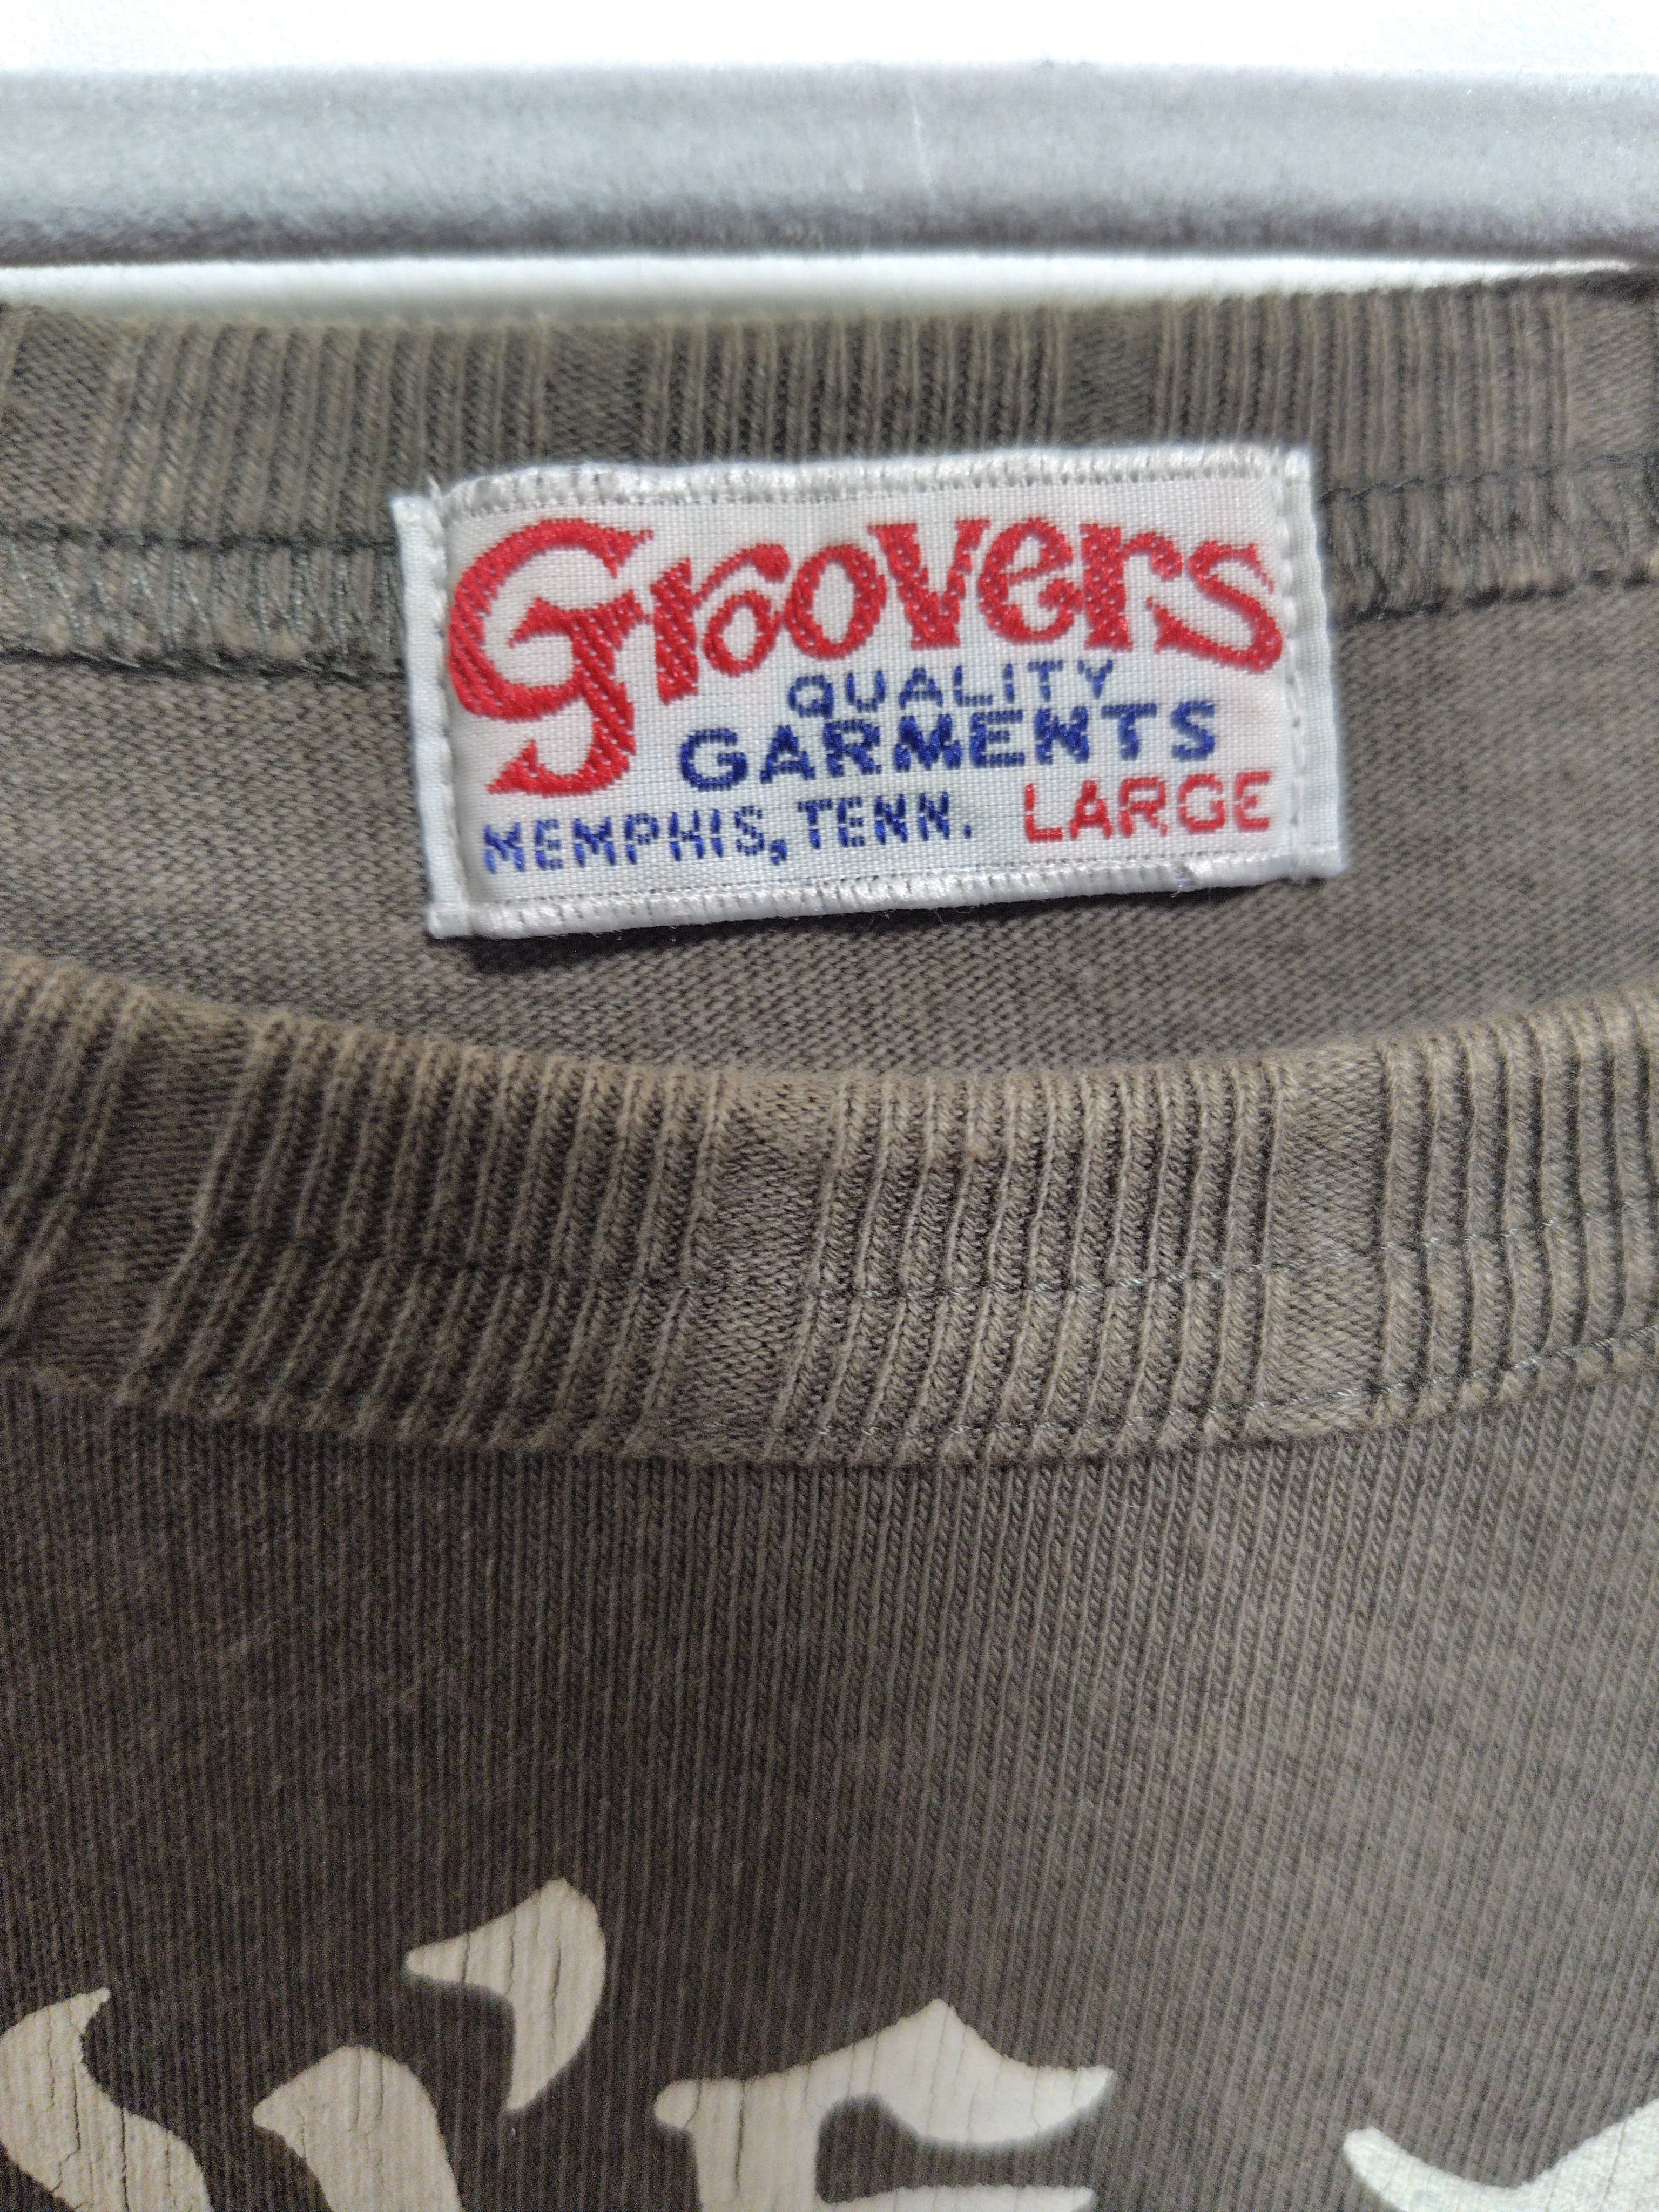 Groovers
QUALITY
GARMENTS
MEMPHIS, TENN. LARGE